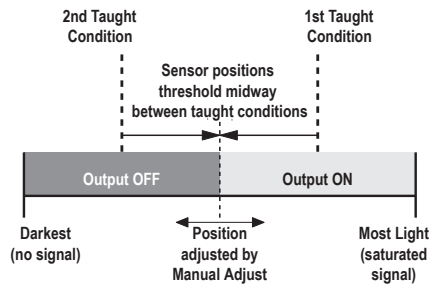 2nd Taught
Condition
1st Taught
Condition
Sensor positions
threshold midway
between taught conditions
Output OFF
Output ON
Darkest
(no signal)
Position
adjusted by
Manual Adjust
Most Light
(saturated
signal)